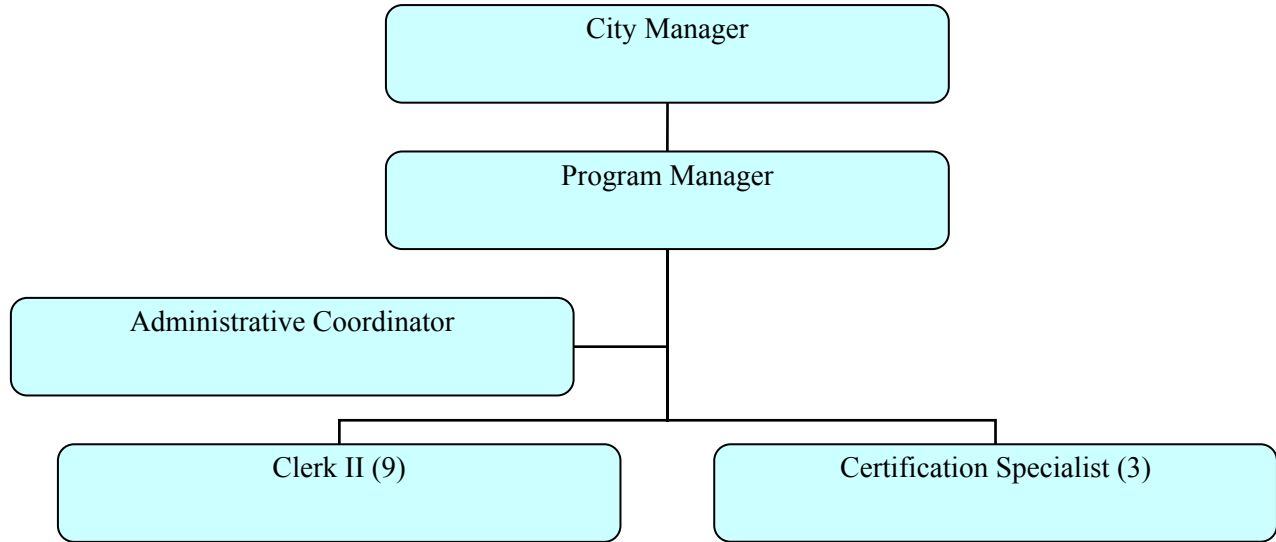 City Manager
Program Manager
Administrative Coordinator
Clerk II (9)
Certification Specialist (3)